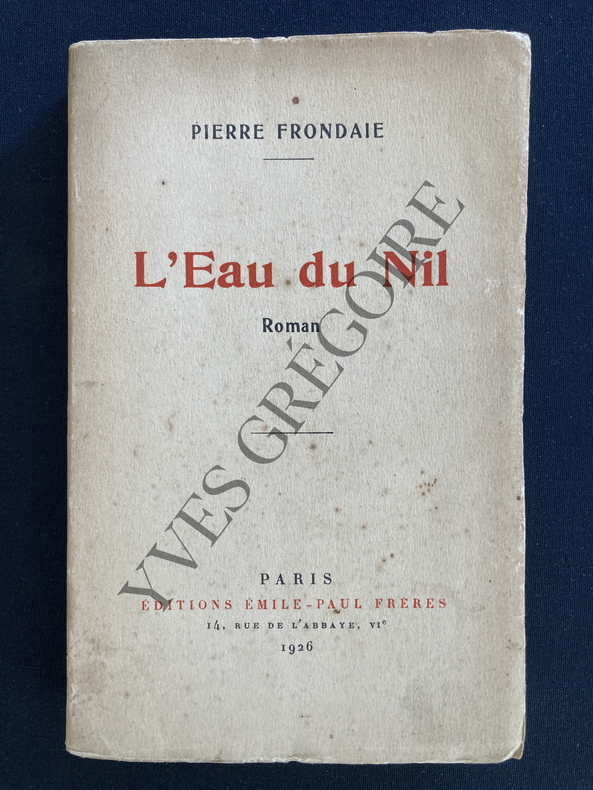 PIERRE FRONDAIE
L'Eau du Nil
Roman
YVES GRÉGOIRE
PARIS
ÉDITIONS ÉMILE-PAUL FRÈRES
14, RUE DE L'ABBAYE, VIe
1926